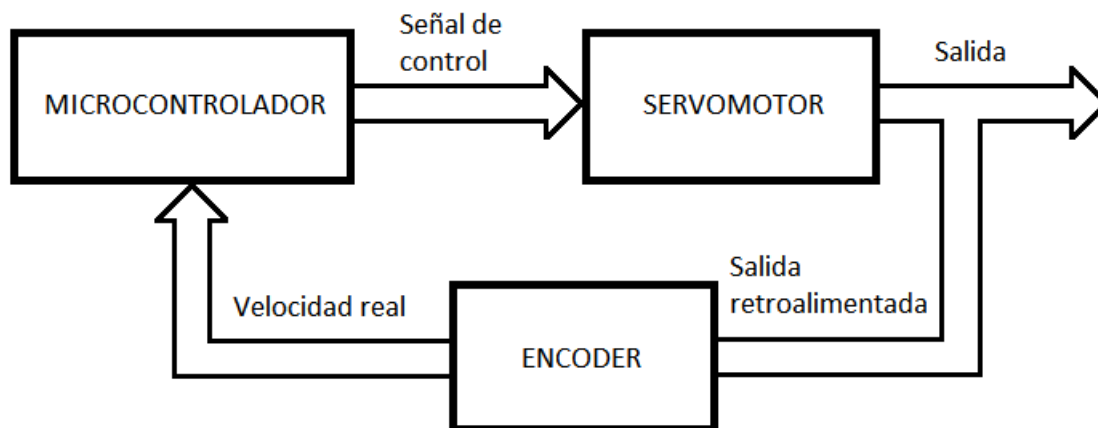 Señal de
control
MICROCONTROLADOR
SERVOMOTOR
Salida
Salida
retroalimentada
Velocidad real
ENCODER